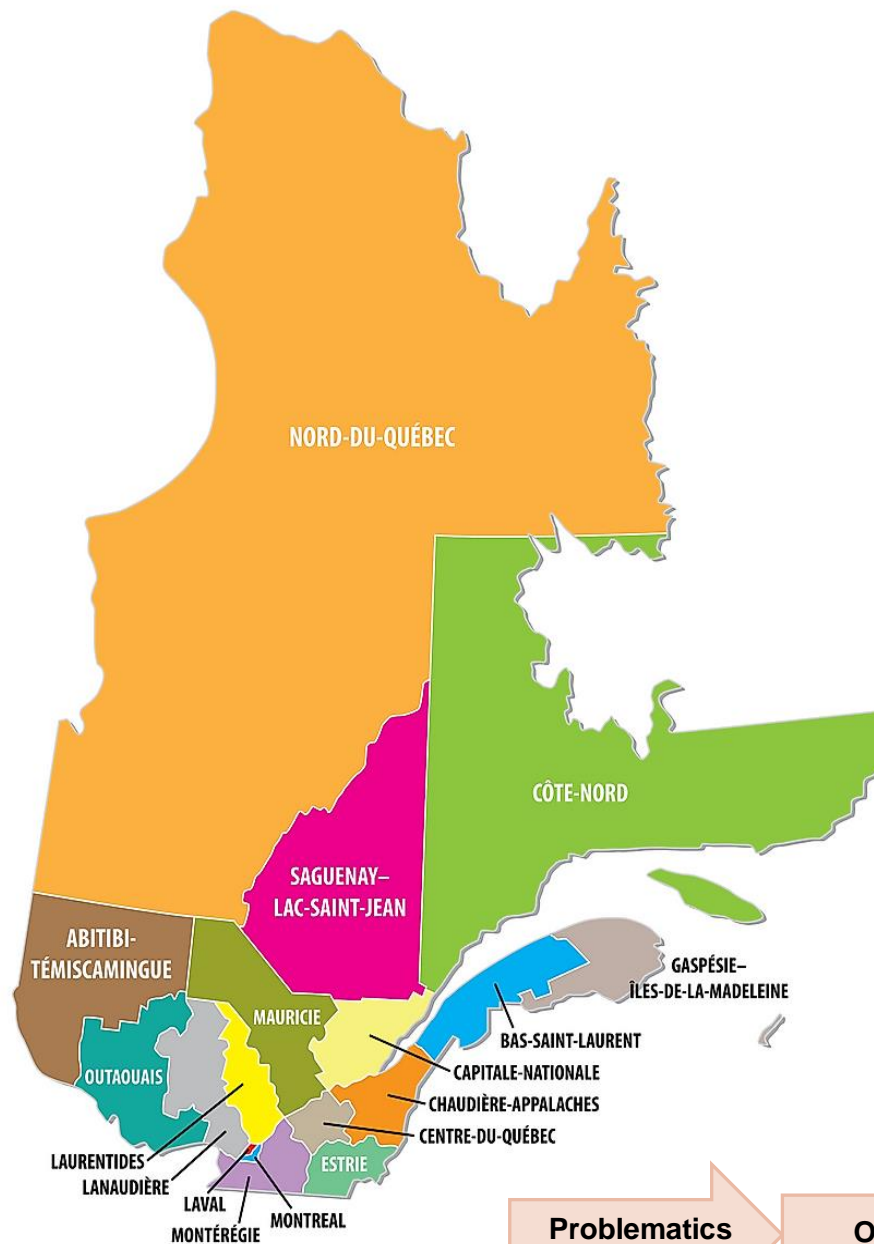 NORD-DU-QUÉBEC
CÔTE-NORD
SAGUENAY–
LAC-SAINT-JEAN
ABITIBI-
TÉMISCAMINGUE
MAURICIE
OUTAOUAIS
GASPÉSIE–
ÎLES-DE-LA-MADELEINE
BAS-SAINT-LAURENT
CAPITALE-NATIONALE
CHAUDIÈRE-APPALACHES
CENTRE-DU-QUÉBEC
ESTRIE
LAURENTIDES
LANAUDIÈRE
LAVAL
MONTREAL
MONTÉRÉGIE
Problematics